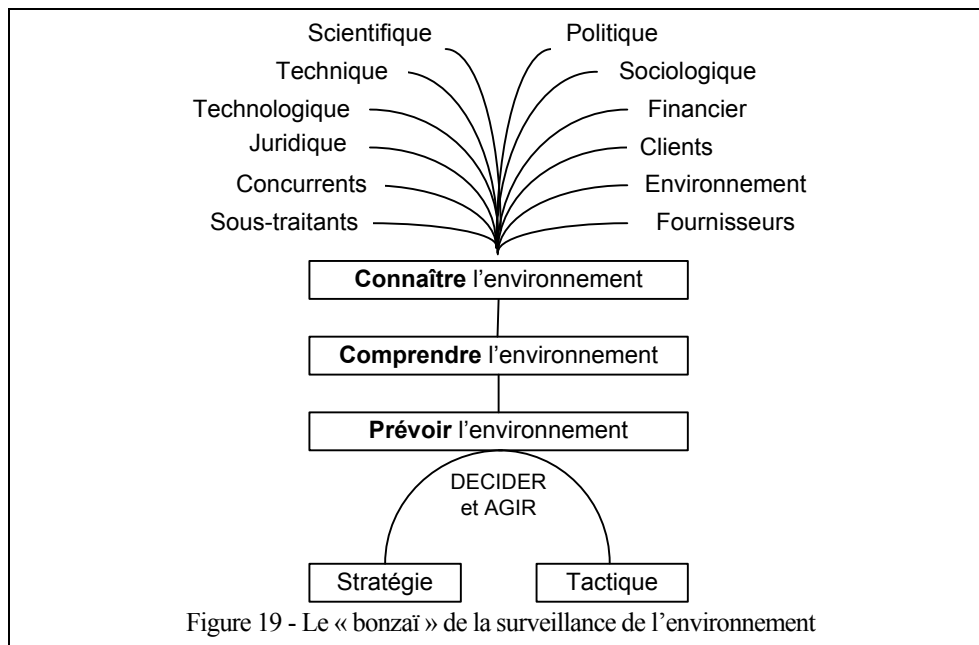 Scientifique
Politique
Technique
Sociologique
Technologique
Financier
Juridique
Clients
Concurrents
Environnement
Sous-traitants
Fournisseurs
Connaître l’environnement
Comprendre l’environnement
Prévoir l’environnement
DECIDER
et AGIR
Stratégie
Tactique
Figure 19 - Le « bonzaï » de la surveillance de l’environnement